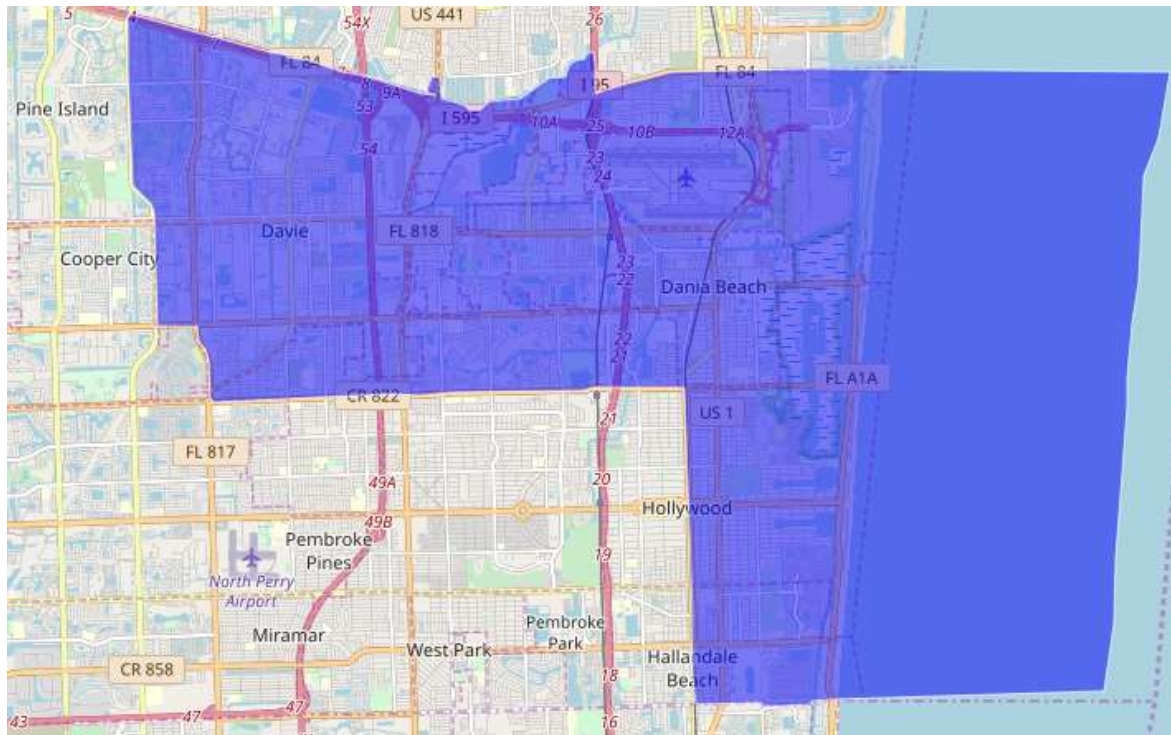 5
4
54X
US 441
26
7
FL 84
FL 84
8
I 95
Pine Island
9A
53
I 595
10A
25
10B
12A
54
23
24
Davie
FL 818
Cooper City
23
22
Dania Beach
22
21
CR 822
FL A1A
US 1
21
FL 817
49A
20
Hollywood
49B
Pembroke
Pines
19
North Perry
Airport
Pembroke
Park
Miramar
West Park
Hallandale
Beach
CR 858
18
47
47
43
16